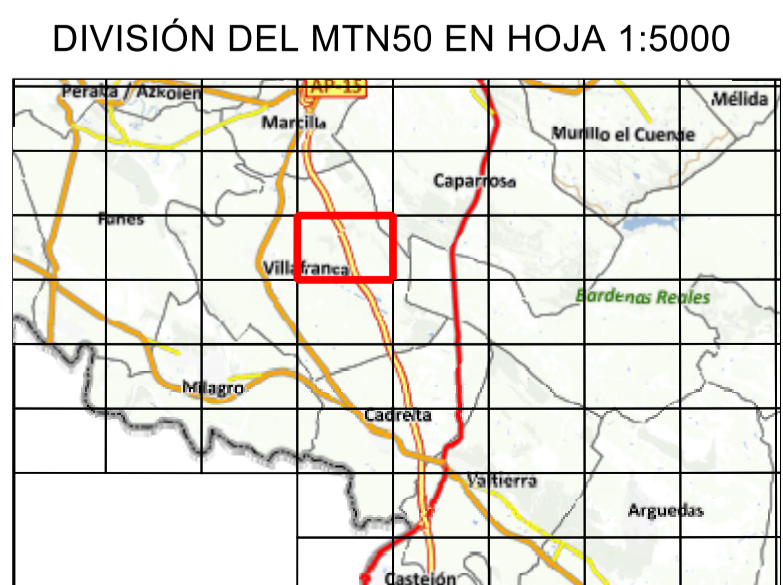 DIVISIÓN DEL MTN50 EN HOJA 1:5000
Peralta / Azkoien
AP-15
Mélida
Marcilla
Murillo el Cuende
Caparroso
Funes
Villafranca
Bardenas Reales
Milagro
Cadreita
Valtierra
Arguedas
Castejón